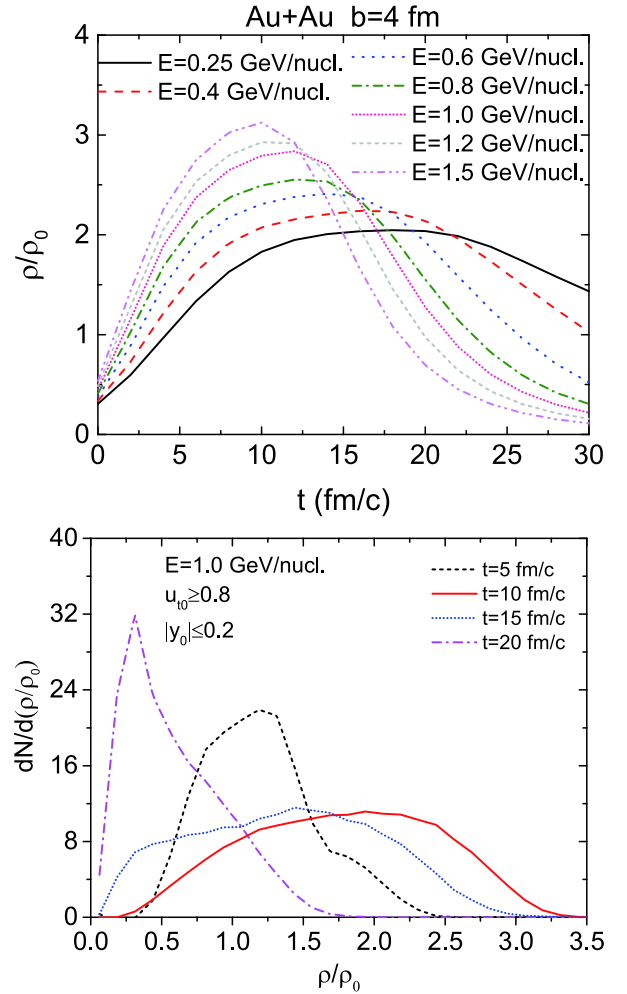 Au+Au b=4 fm
E=0.25 GeV/nucl.
E=0.4 GeV/nucl.
E=0.6 GeV/nucl.
E=0.8 GeV/nucl.
E=1.0 GeV/nucl.
E=1.2 GeV/nucl.
E=1.5 GeV/nucl.
4
3
2
1
0
ρ/ρ₀
0 5 10 15 20 25 30
t (fm/c)
40
32
24
16
8
0
dN/d(ρ/ρ₀)
E=1.0 GeV/nucl.
uₜ₀≥0.8
|y₀|≤0.2
t=5 fm/c
t=10 fm/c
t=15 fm/c
t=20 fm/c
0.0 0.5 1.0 1.5 2.0 2.5 3.0 3.5
ρ/ρ₀